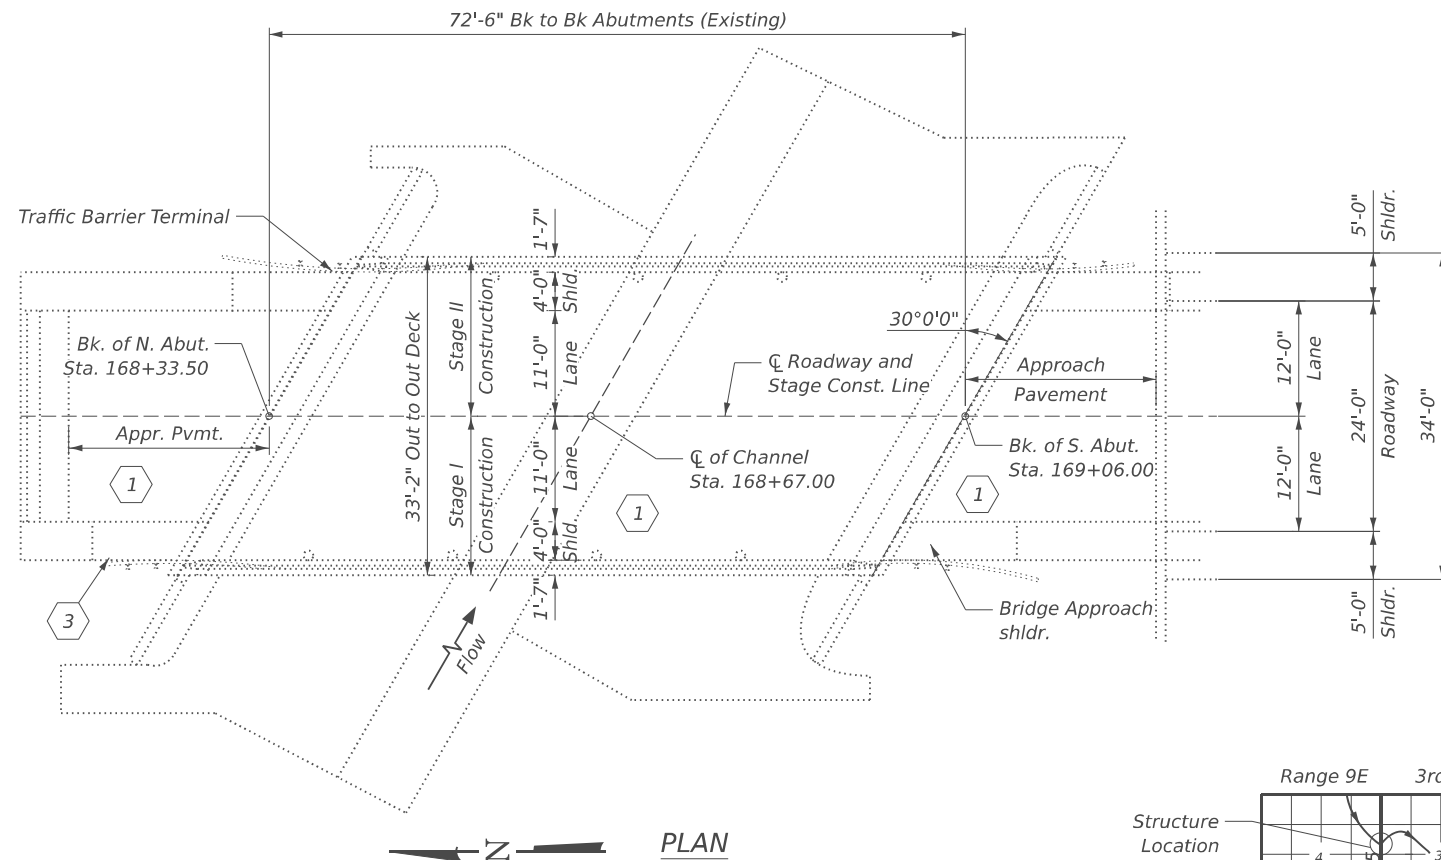 72'-6" Bk to Bk Abutments (Existing)
Traffic Barrier Terminal
Bk. of N. Abut.
Sta. 168+33.50
Appr. Pvmt.
1
3
33'-2" Out to Out Deck
Stage II
Construction
Stage I
Construction
1'-7"
4'-0"
Shld.
11'-0"
Lane
11'-0"
Lane
4'-0"
Shld.
1'-7"
℄ Roadway and
Stage Const. Line
℄ of Channel
Sta. 168+67.00
1
30°0'0"
Approach
Pavement
Bk. of S. Abut.
Sta. 169+06.00
1
Bridge Approach
shldr.
5'-0"
Shldr.
12'-0"
Lane
12'-0"
Lane
24'-0"
Roadway
34'-0"
5'-0"
Shldr.
N
Flow
N
PLAN
Range 9E
Structure
Location